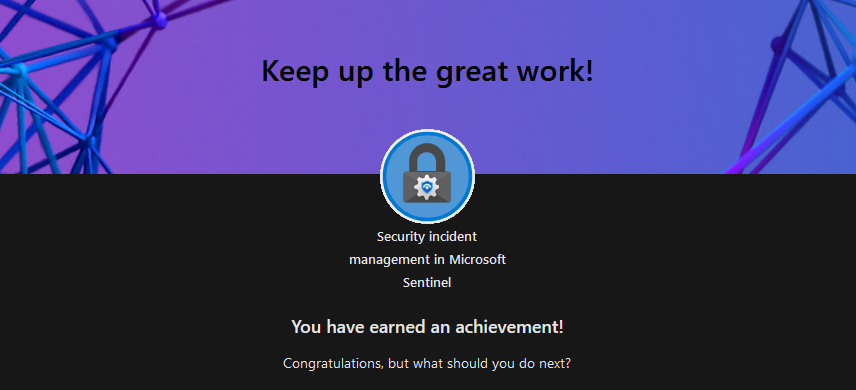 Keep up the great work!
Security incident
management in Microsoft
Sentinel
You have earned an achievement!
Congratulations, but what should you do next?